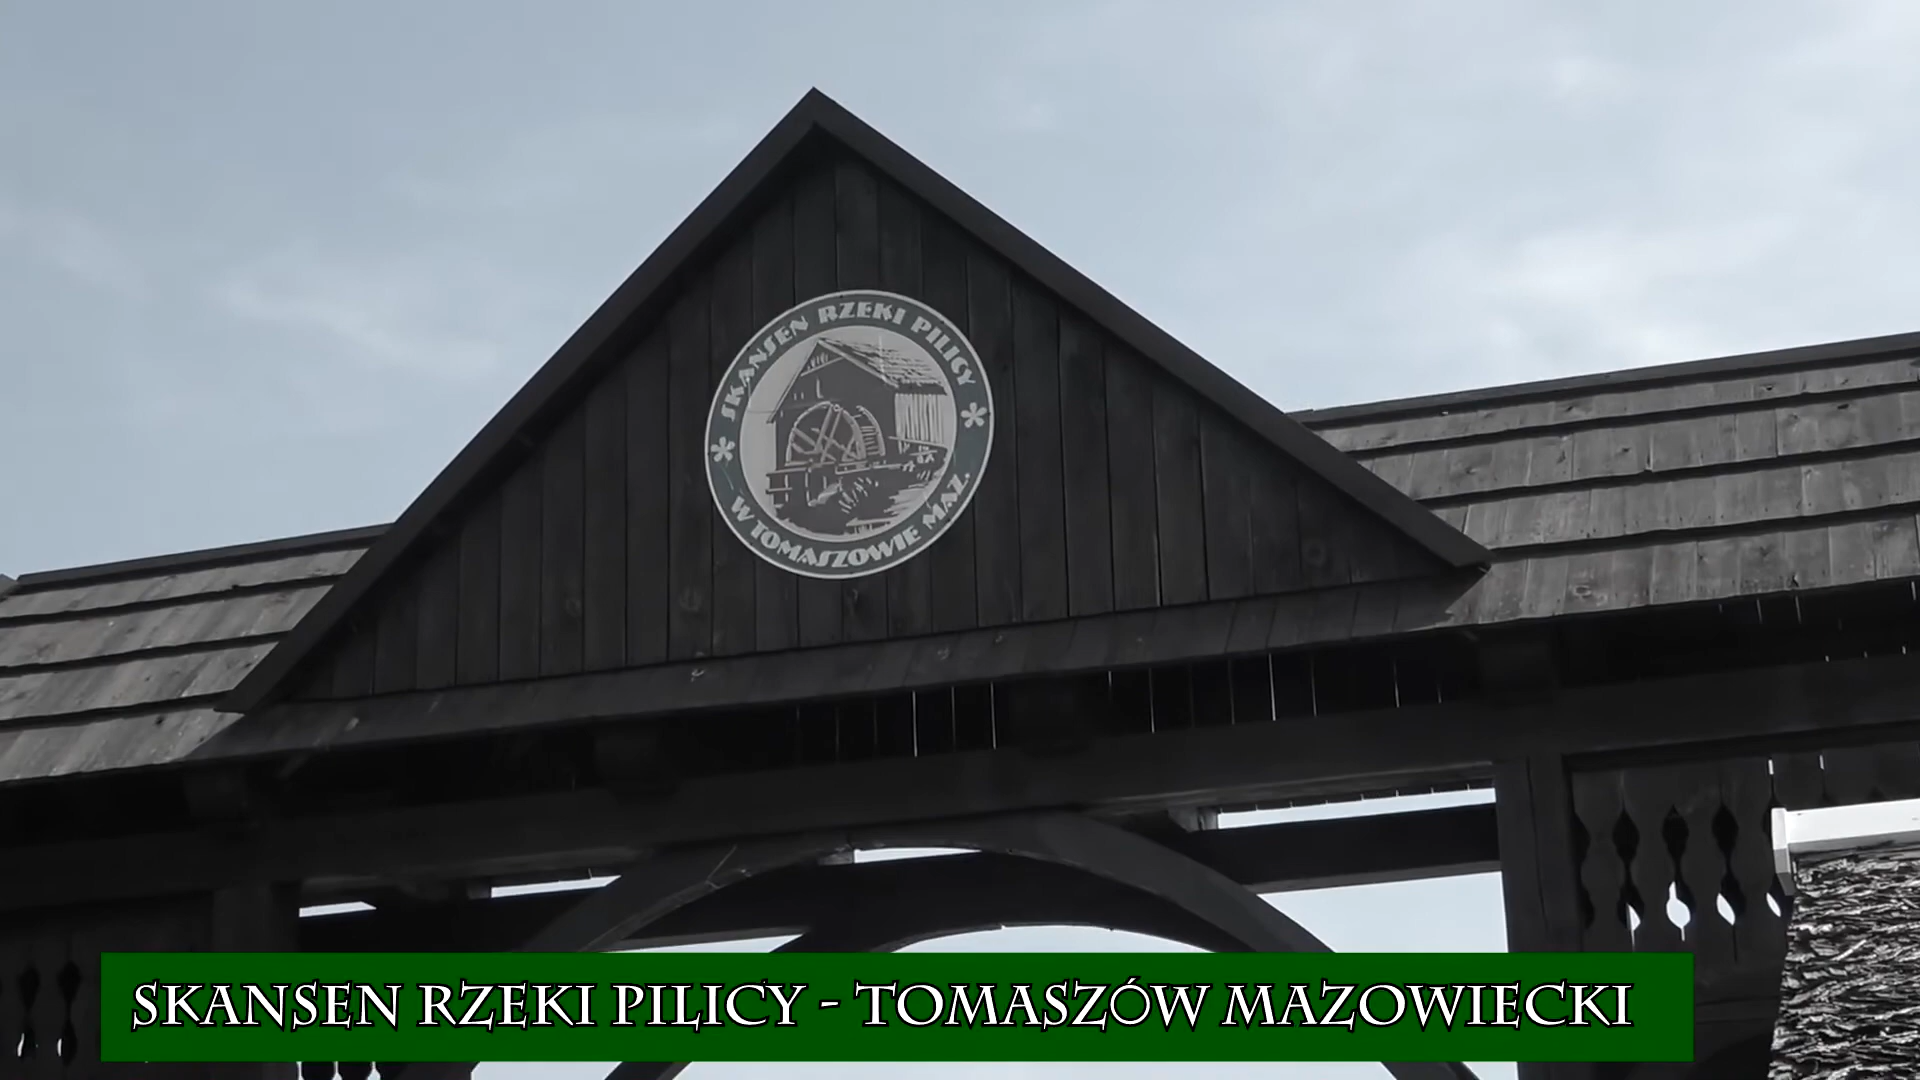 SKANSEN RZEKI PILICY
W TOMASZOWIE MAZ.
SKANSEN RZEKI PILICY - TOMASZÓW MAZOWIECKI